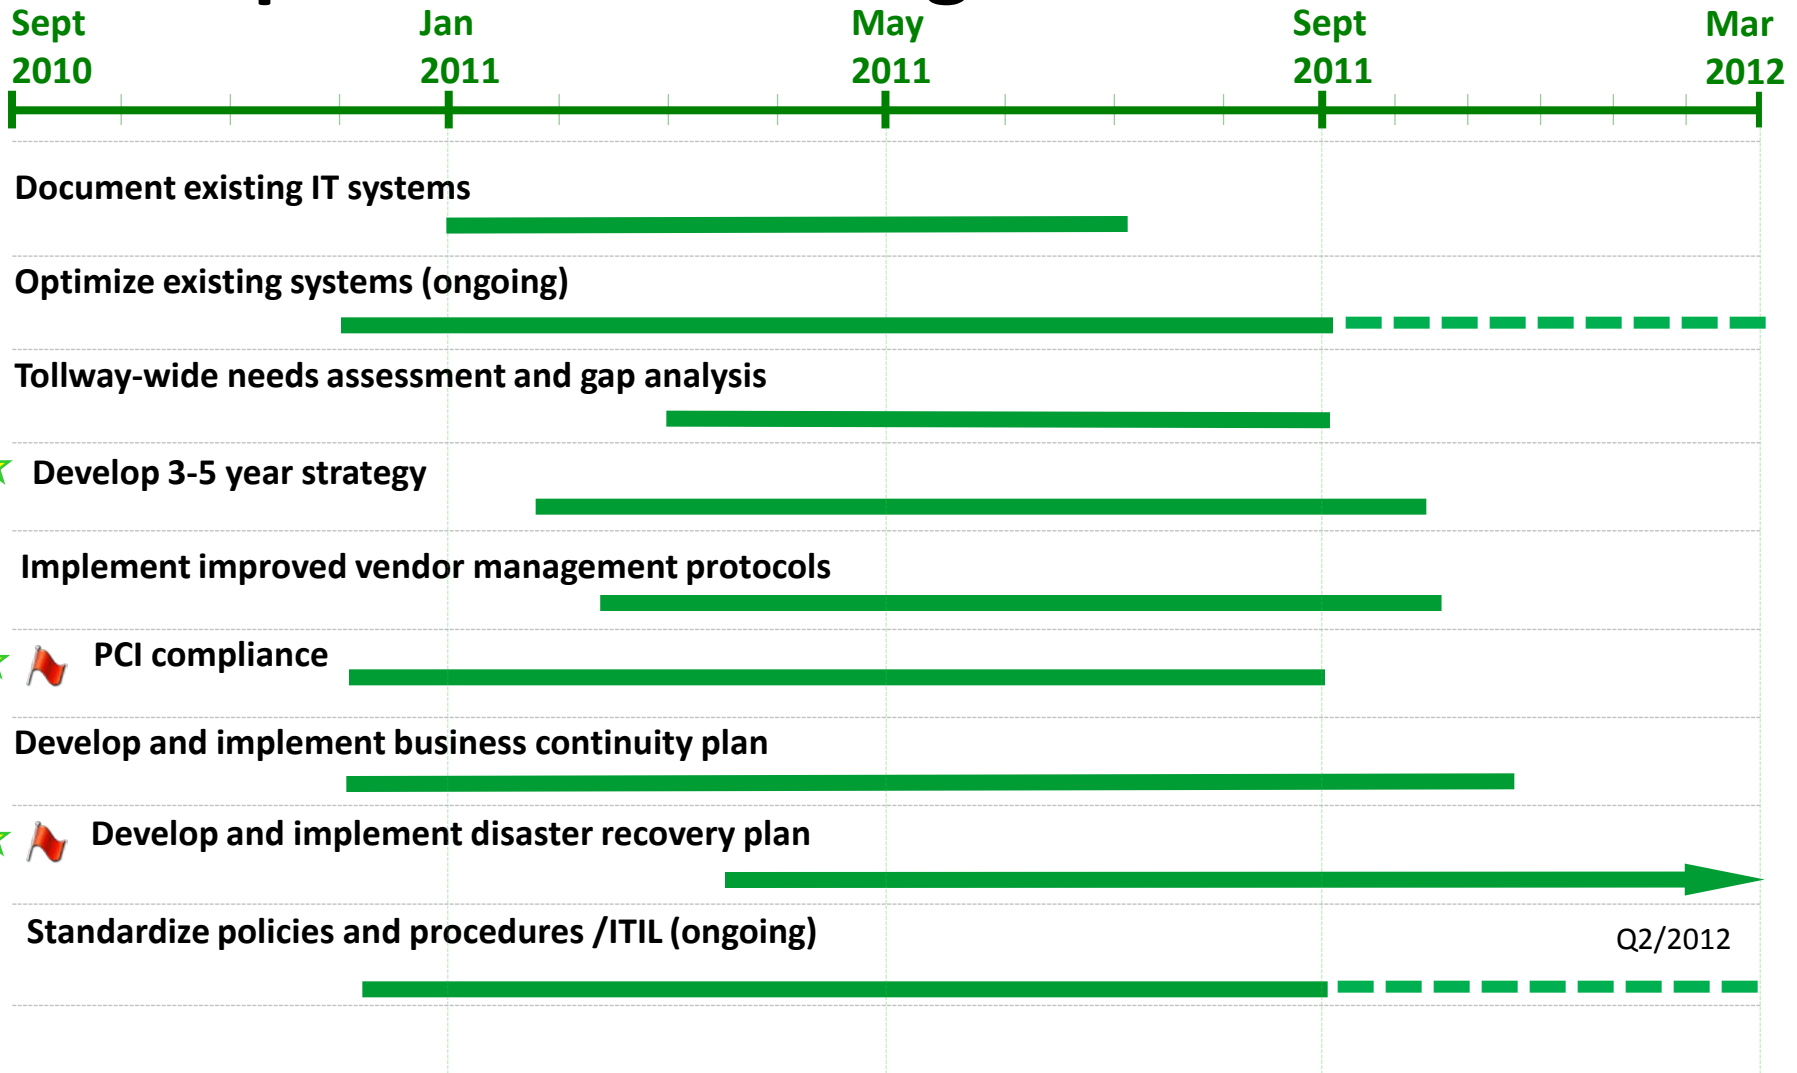 Sept Jan May Sept Mar
2010 2011 2011 2011 2012
Document existing IT systems
Optimize existing systems (ongoing)
Tollway-wide needs assessment and gap analysis
Develop 3-5 year strategy
Implement improved vendor management protocols
PCI compliance
Develop and implement business continuity plan
Develop and implement disaster recovery plan
Standardize policies and procedures /ITIL (ongoing)
Q2/2012